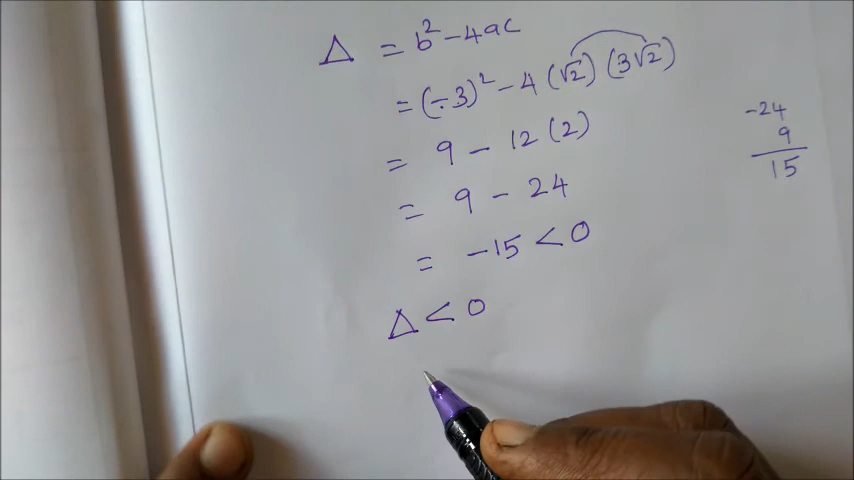 Δ = b² - 4ac
= (-3)² - 4 (√2) (3√2)
= 9 - 12 (2)
= 9 - 24
= -15 < 0
Δ < 0
-24
9
15